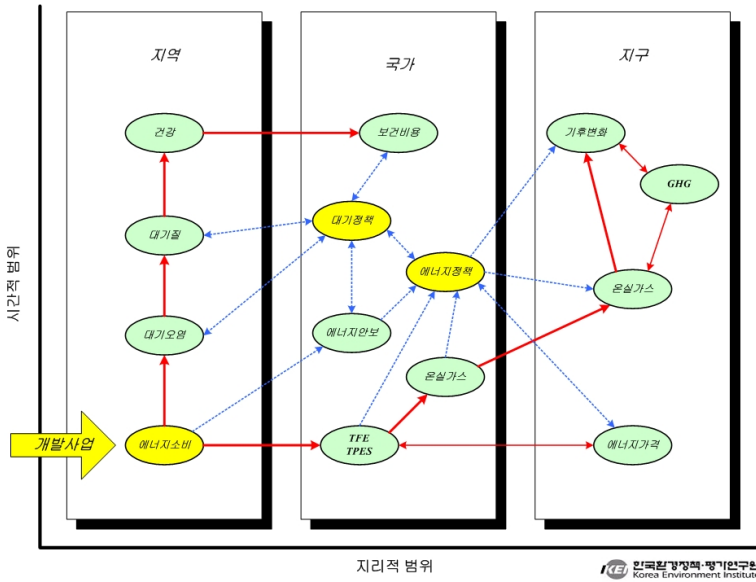 지역
국가
지구
건강
보건비용
기후변화
GHG
대기정책
대기질
에너지정책
온실가스
대기오염
에너지안보
온실가스
개발사업
에너지소비
TFE
TPES
에너지가격
시간적 범위
지리적 범위
KEI 한국환경정책·평가연구원
Korea Environment Institute